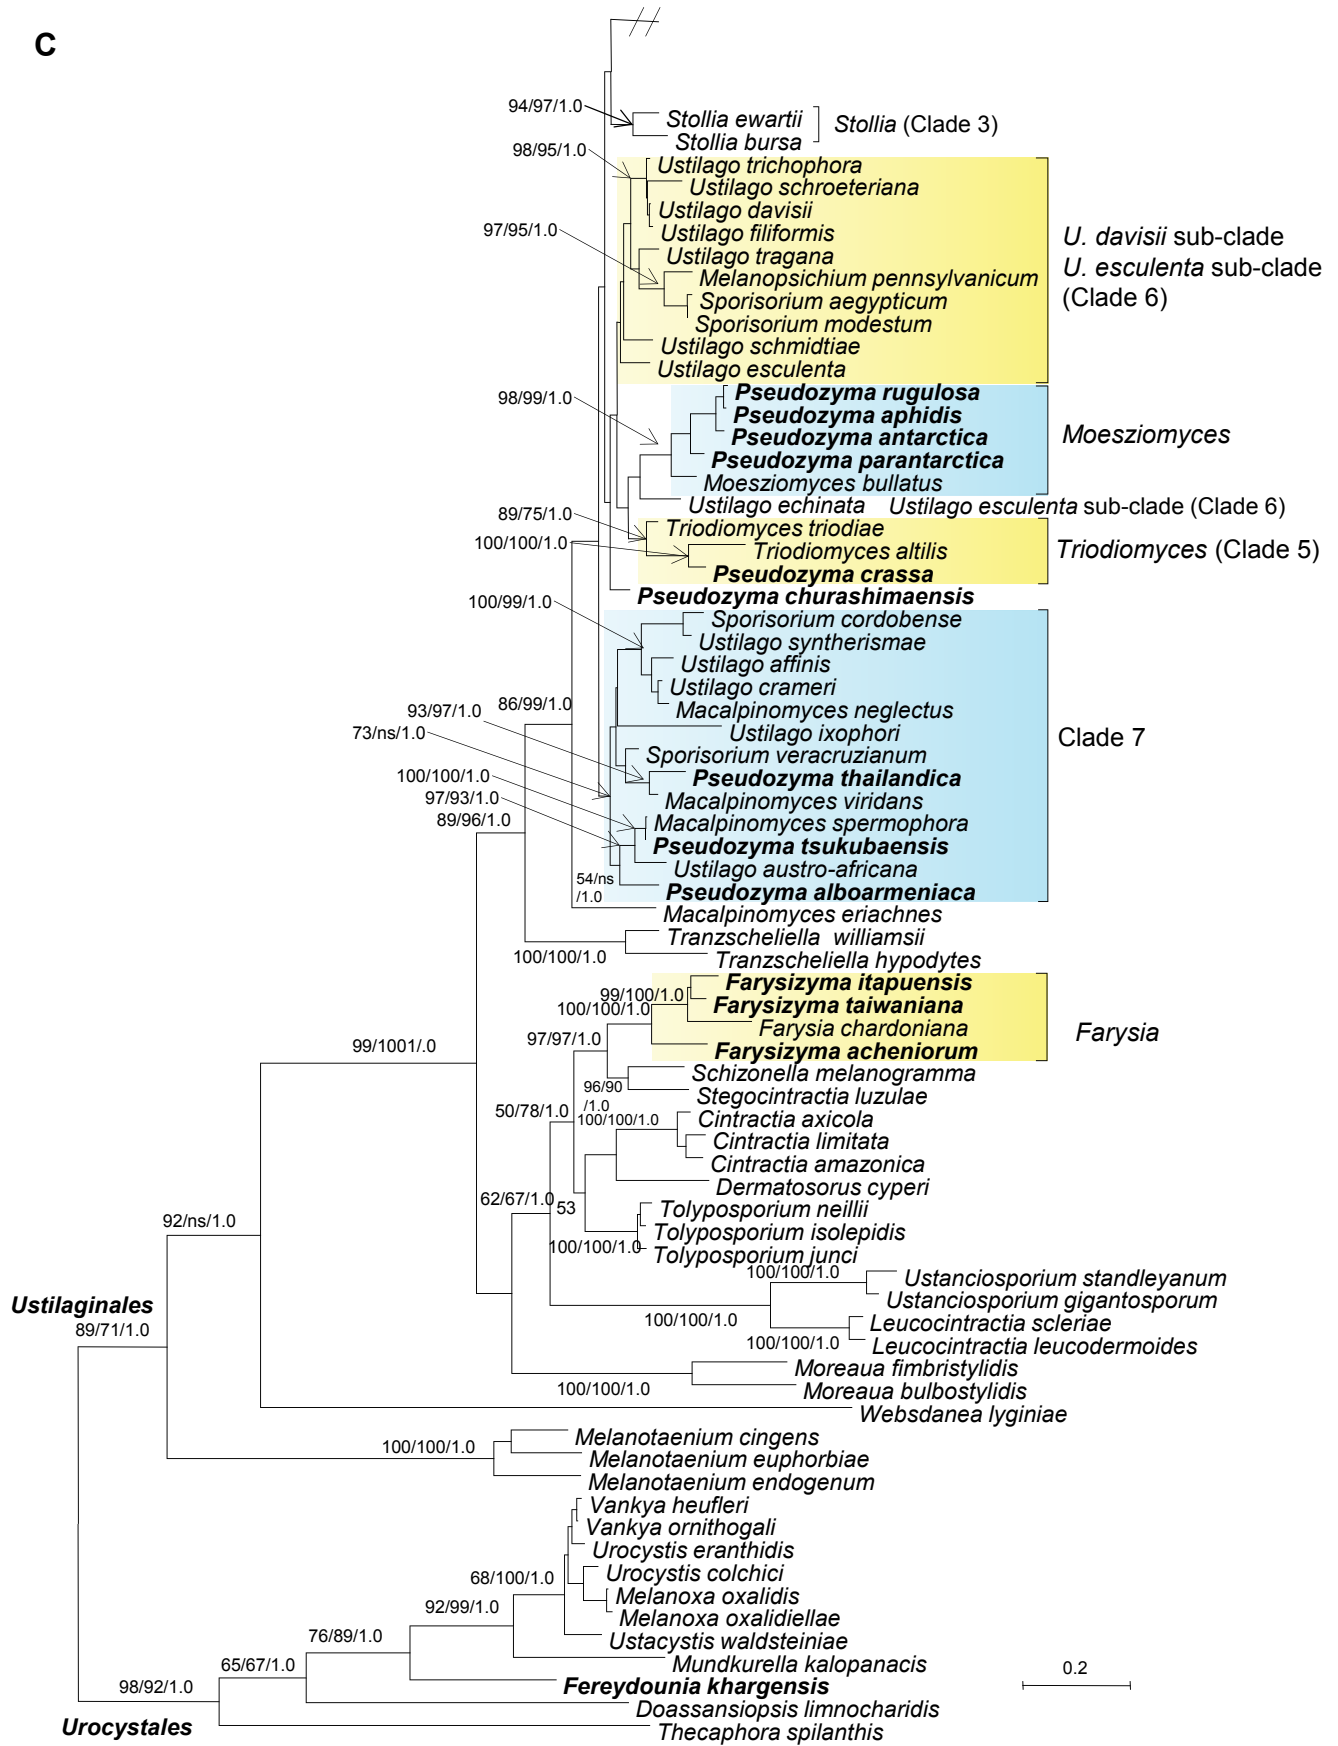 C
94/97/1.0
Stollia ewartii
Stollia (Clade 3)
Stollia bursa
98/95/1.0
Ustilago trichophora
Ustilago schroeteriana
Ustilago davisii
97/95/1.0
Ustilago filiformis
U. davisii sub-clade
Ustilago tragana
U. esculenta sub-clade
Melanopsichium pennsylvanicum
(Clade 6)
Sporisorium aegypticum
Sporisorium modestum
Ustilago schmidtiae
Ustilago esculenta
98/99/1.0
Pseudozyma rugulosa
Pseudozyma aphidis
Pseudozyma antarctica
Moesziomyces
Pseudozyma parantarctica
Moesziomyces bullatus
Ustilago echinata
Ustilago esculenta sub-clade (Clade 6)
89/75/1.0
Triodiomyces triodiae
100/100/1.0
Triodiomyces altilis
Triodiomyces (Clade 5)
Pseudozyma crassa
Pseudozyma churashimaensis
100/99/1.0
Sporisorium cordobense
Ustilago syntherismae
Ustilago affinis
Ustilago crameri
86/99/1.0
93/97/1.0
Macalpinomyces neglectus
73/ns/1.0
Ustilago ixophori
Clade 7
Sporisorium veracruzianum
100/100/1.0
Pseudozyma thailandica
97/93/1.0
Macalpinomyces viridans
89/96/1.0
Macalpinomyces spermophora
Pseudozyma tsukubaensis
Ustilago austro-africana
54/ns
/1.0
Pseudozyma alboarmeniaca
Macalpinomyces eriachnes
Tranzscheliella williamsii
100/100/1.0
Tranzscheliella hypodytes
Farysizyma itapuensis
99/100/1.0
100/100/1.0
Farysizyma taiwaniana
Farysia chardoniana
Farysia
97/97/1.0
99/1001/.0
Farysizyma acheniorum
Schizonella melanogramma
96/90
/1.0
Stegocintractia luzulae
50/78/1.0
100/100/1.0
Cintractia axicola
Cintractia limitata
Cintractia amazonica
Dermatosorus cyperi
62/67/1.0
53
Tolyposporium neillii
92/ns/1.0
Tolyposporium isolepidis
100/100/1.0
Tolyposporium junci
100/100/1.0
Ustanciosporium standleyanum
Ustanciosporium gigantosporum
Ustilaginales
100/100/1.0
Leucocintractia scleriae
89/71/1.0
100/100/1.0
Leucocintractia leucodermoides
Moreaua fimbristylidis
100/100/1.0
Moreaua bulbostylidis
Websdanea lyginiae
Melanotaenium cingens
100/100/1.0
Melanotaenium euphorbiae
Melanotaenium endogenum
Vankya heufleri
Vankya ornithogali
Urocystis eranthidis
68/100/1.0
Urocystis colchici
Melanoxa oxalidis
92/99/1.0
Melanoxa oxalidiellae
76/89/1.0
Ustacystis waldsteiniae
65/67/1.0
Mundkurella kalopanacis
0.2
98/92/1.0
Fereydounia khargensis
Doassansiopsis limnocharidis
Urocystales
Thecaphora spilanthis